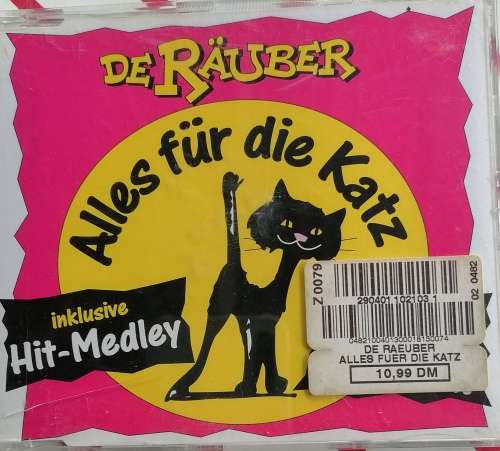 DE RÄUBER
Alles für die Katz
inklusive
Hit-Medley
Z 0079
290401 102103 1
02 0482
0482100401300018150074
DE RAEUBER
ALLES FUER DIE KATZ
10,99 DM